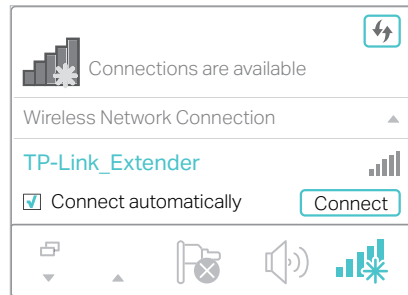 Connections are available
Wireless Network Connection
TP-Link_Extender
Connect automatically
Connect